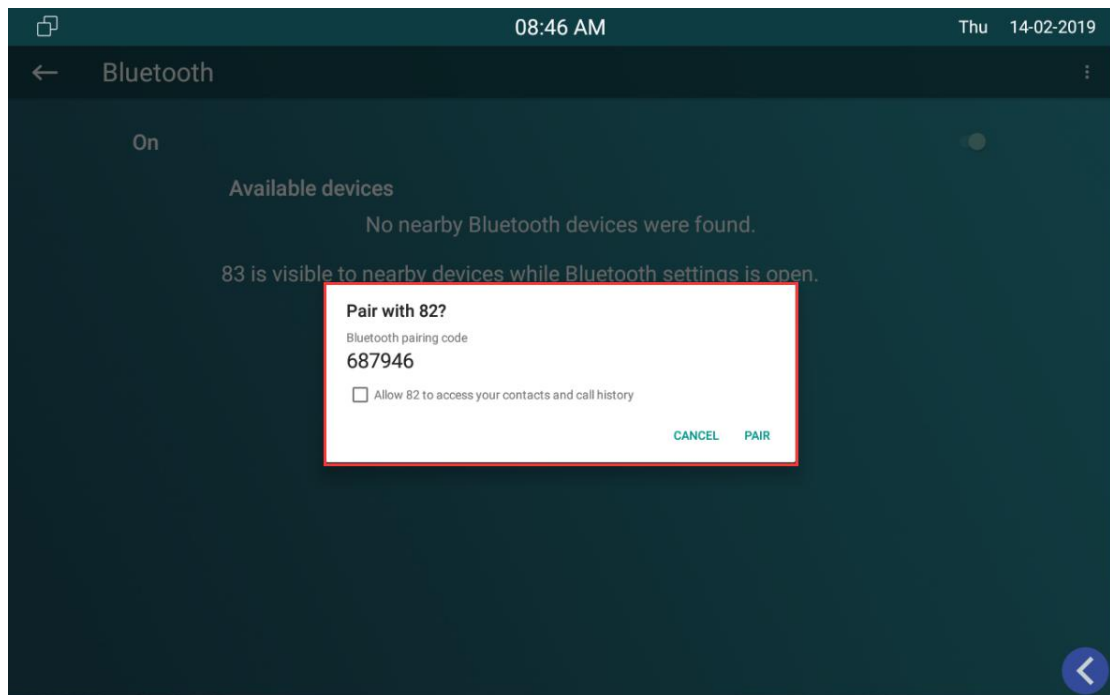 08:46 AM Thu 14-02-2019
Bluetooth
On
Available devices
No nearby Bluetooth devices were found.
83 is visible to nearby devices while Bluetooth settings is open.
Pair with 82?
Bluetooth pairing code
687946
Allow 82 to access your contacts and call history
CANCEL PAIR